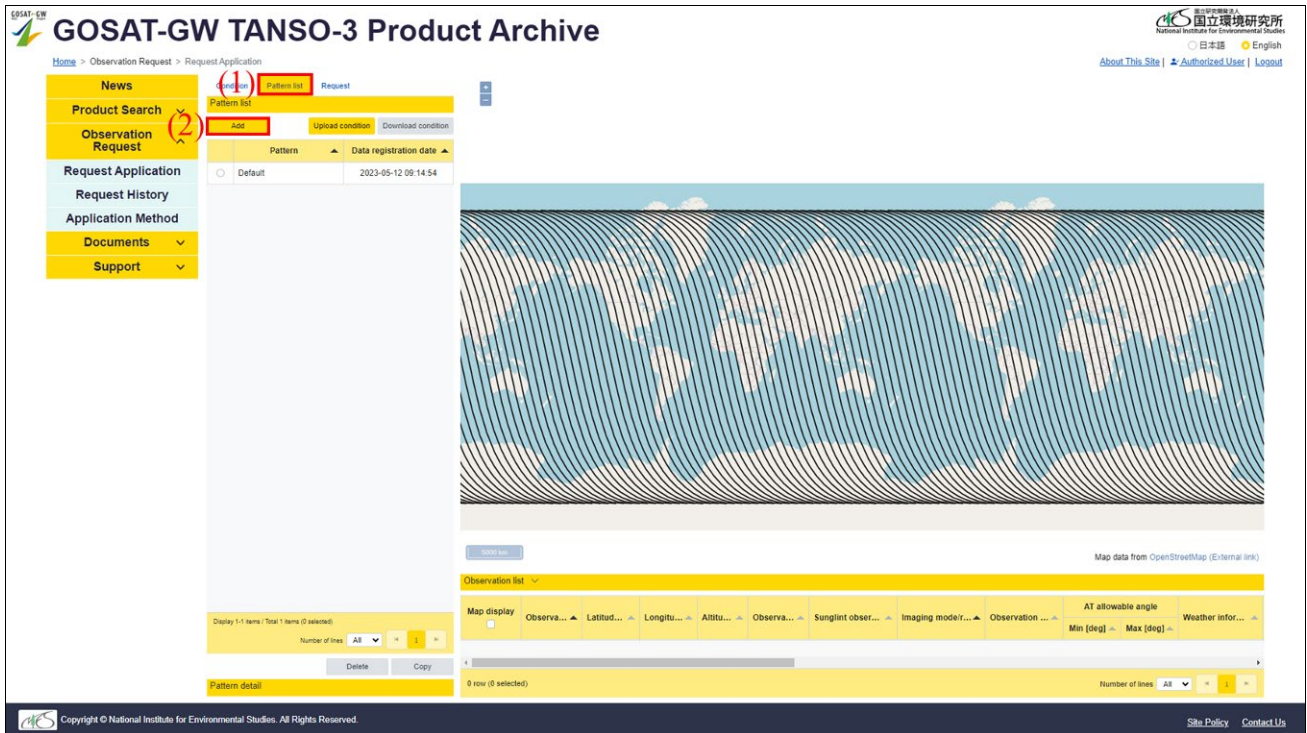 GOSAT-GW
GOSAT-GW TANSO-3 Product Archive
国立研究開発法人
国立環境研究所
National Institute for Environmental Studies
日本語 English
Home > Observation Request > Request Application
About This Site | Authorized User | Logout
News
Product Search
Observation Request
Request Application
Request History
Application Method
Documents
Support
(1)
Condition Pattern list Request
Pattern list
(2)
Add Upload condition Download condition
Pattern Data registration date
Default 2023-05-12 09:14:54
Display 1-1 items / Total 1 items (0 selected)
Number of lines All 1
Delete Copy
Pattern detail
+
−
5000 km
Map data from OpenStreetMap (External link)
Observation list
Map display Observa... Latitud... Longitu... Altitu... Observa... Sunglint obser... Imaging mode/r... Observation ... AT allowable angle Weather infor...
Min [deg] Max [deg]
0 row (0 selected)
Number of lines All 1
NIES Copyright © National Institute for Environmental Studies. All Rights Reserved.
Site Policy Contact Us